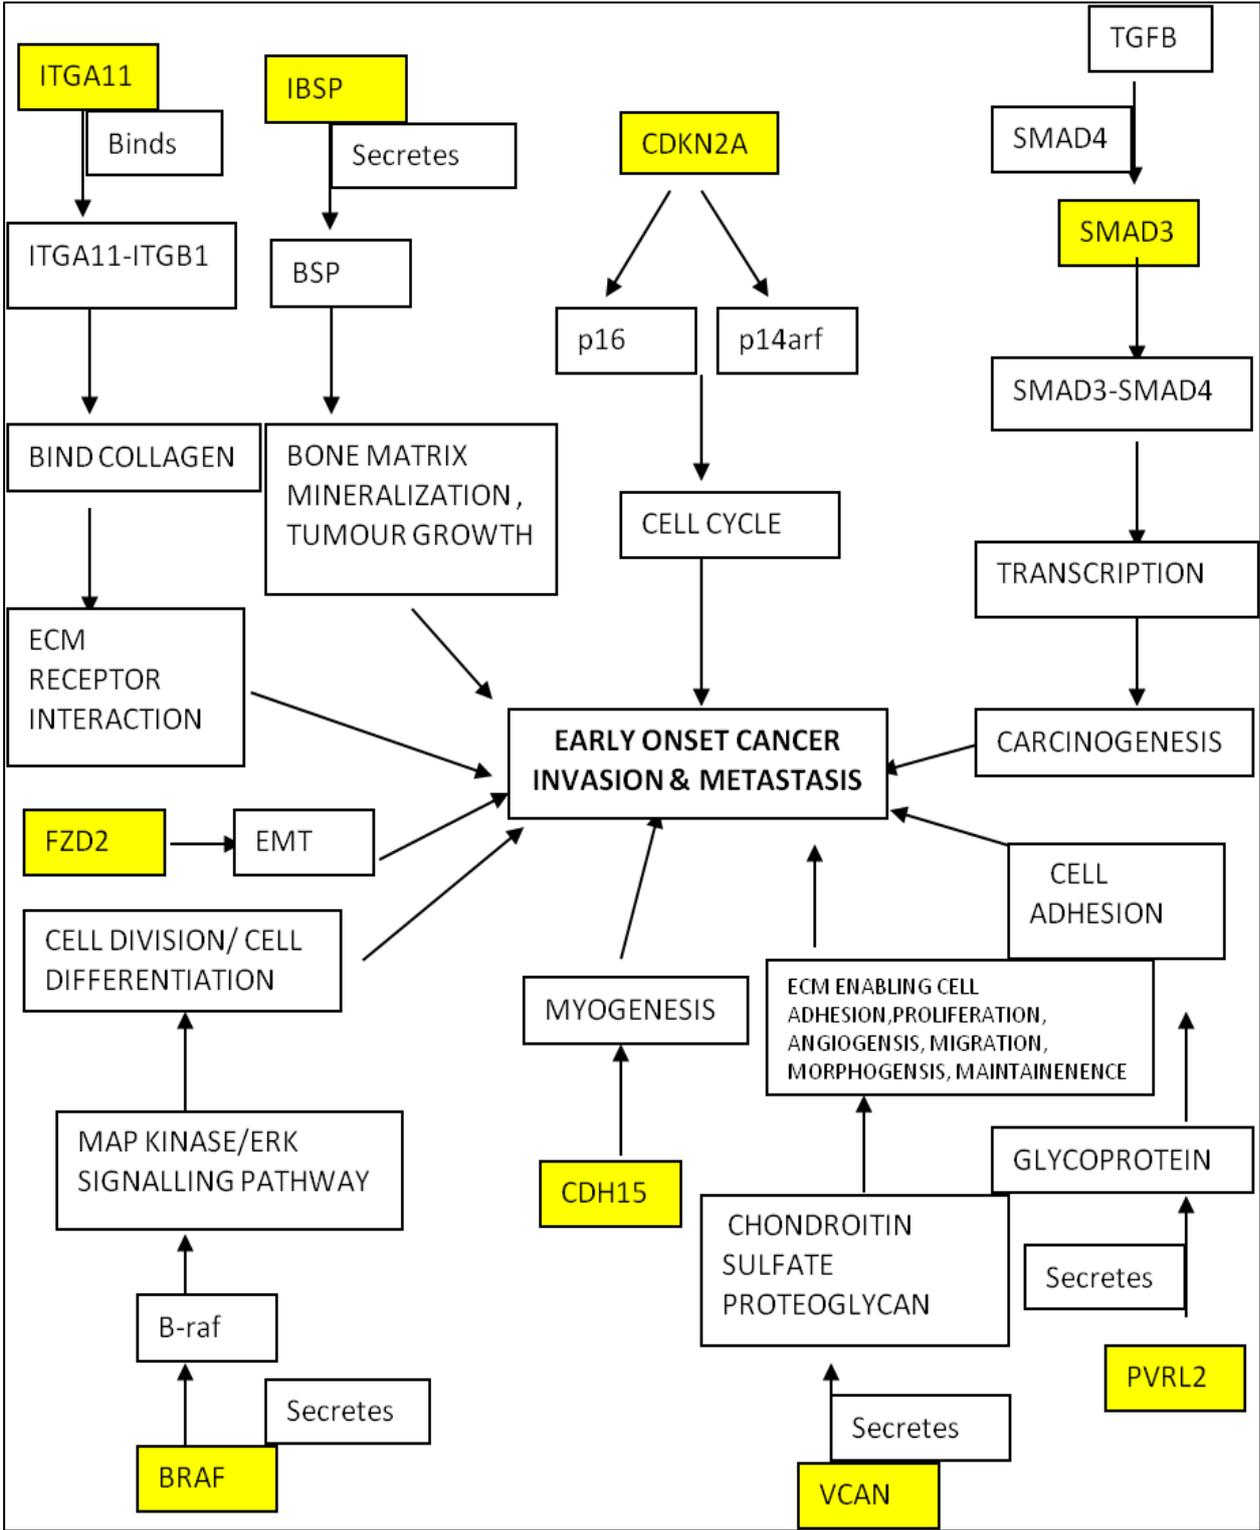 ITGA11
Binds
ITGA11-ITGB1
BIND COLLAGEN
ECM
RECEPTOR
INTERACTION
IBSP
Secretes
BSP
BONE MATRIX
MINERALIZATION ,
TUMOUR GROWTH
CDKN2A
p16
p14arf
CELL CYCLE
TGFB
SMAD4
SMAD3
SMAD3-SMAD4
TRANSCRIPTION
CARCINOGENESIS
EARLY ONSET CANCER
INVASION & METASTASIS
FZD2
EMT
CELL DIVISION/ CELL
DIFFERENTIATION
MAP KINASE/ERK
SIGNALLING PATHWAY
B-raf
Secretes
BRAF
MYOGENESIS
CDH15
CELL
ADHESION
ECM ENABLING CELL
ADHESION,PROLIFERATION,
ANGIOGENSIS, MIGRATION,
MORPHOGENSIS, MAINTAINENENCE
GLYCOPROTEIN
CHONDROITIN
SULFATE
PROTEOGLYCAN
Secretes
PVRL2
Secretes
VCAN